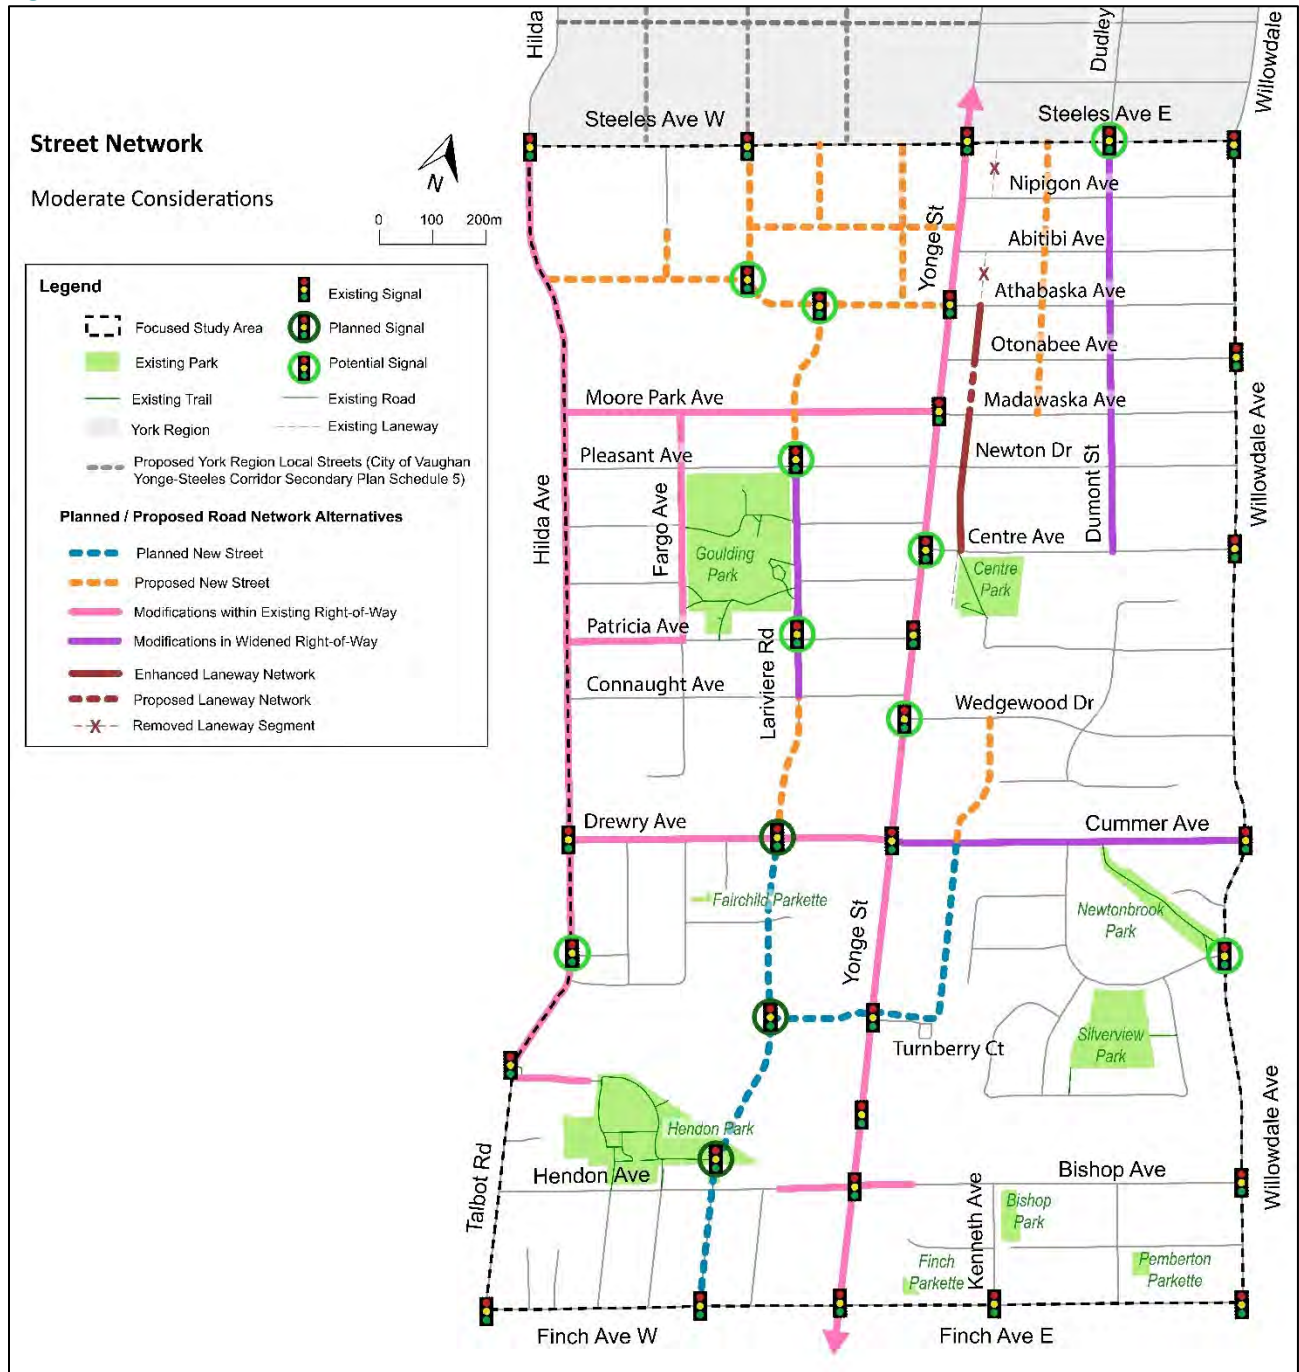 Hilda
Dudley
Willowdale
Steeles Ave W
Steeles Ave E
Street Network
Moderate Considerations
N
0 100 200m
Legend
Focused Study Area
Existing Park
Existing Trail
York Region
Existing Signal
Planned Signal
Potential Signal
Existing Road
Existing Laneway
Proposed York Region Local Streets (City of Vaughan
Yonge-Steeles Corridor Secondary Plan Schedule 5)
Planned / Proposed Road Network Alternatives
Planned New Street
Proposed New Street
Modifications within Existing Right-of-Way
Modifications in Widened Right-of-Way
Enhanced Laneway Network
Proposed Laneway Network
X Removed Laneway Segment
X
Nipigon Ave
Yonge St
Abitibi Ave
X
Athabaska Ave
Otonabee Ave
Moore Park Ave
Madawaska Ave
Pleasant Ave
Newton Dr
Hilda Ave
Fargo Ave
Dumont St
Willowdale Ave
Goulding
Park
Centre Ave
Centre
Park
Patricia Ave
Lariviere Rd
Connaught Ave
Wedgewood Dr
Drewry Ave
Cummer Ave
Fairchild Parkette
Newtonbrook
Park
Yonge St
Turnberry Ct
Silverview
Park
Hendon Park
Talbot Rd
Hendon Ave
Bishop Ave
Willowdale Ave
Kenneth Ave
Bishop
Park
Finch
Parkette
Pemberton
Parkette
Finch Ave W
Finch Ave E